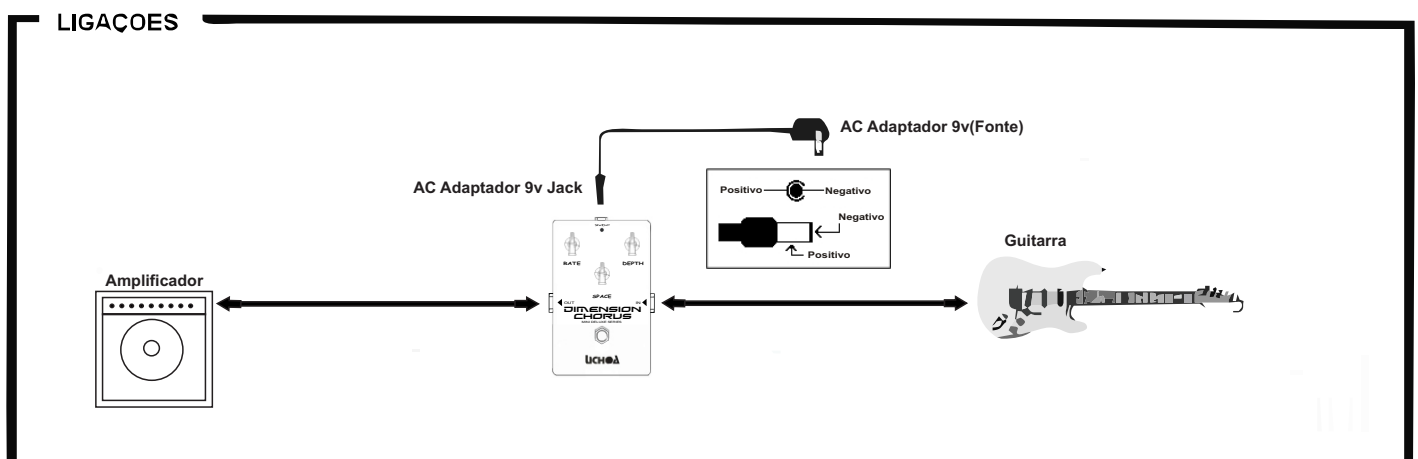 LIGAÇOES
AC Adaptador 9v(Fonte)
AC Adaptador 9v Jack
Positivo
Negativo
Negativo
Positivo
Guitarra
Amplificador
RATE
DEPTH
SPACE
OUT
IN
DIMENSION
CHORUS
UCHOA